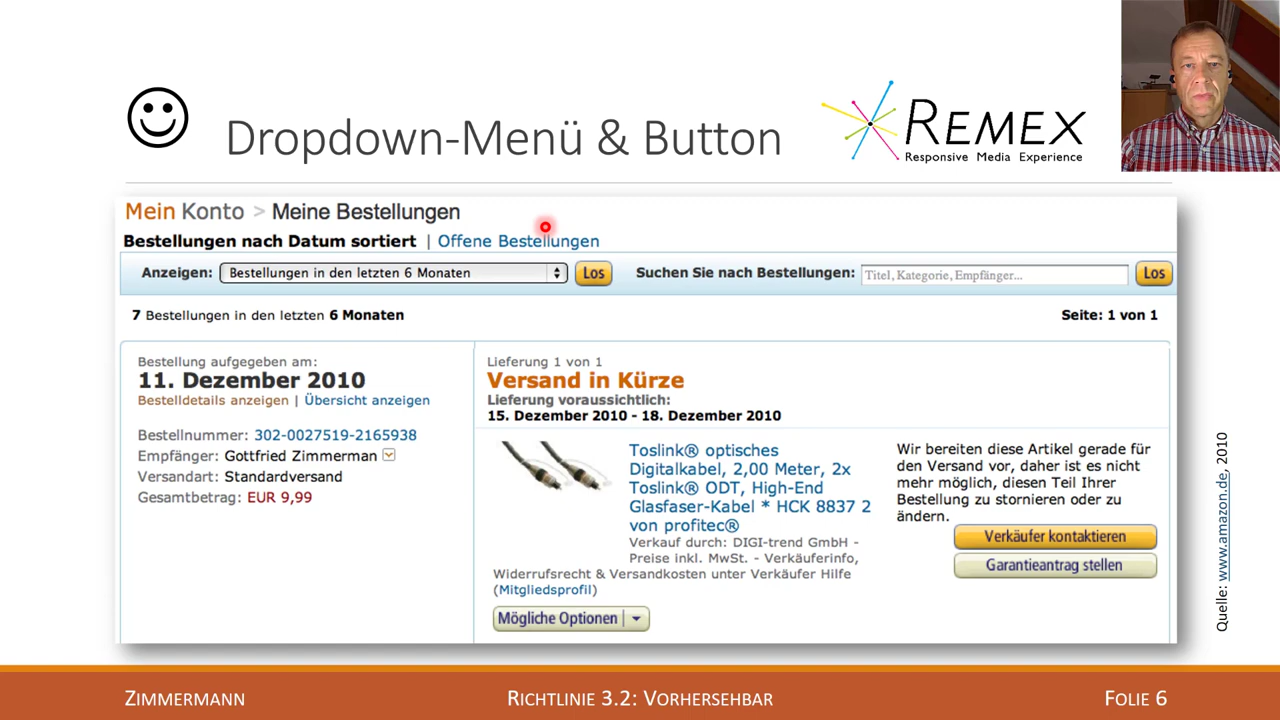 Dropdown-Menü & Button
REMEX
Responsive Media Experience
Mein Konto > Meine Bestellungen
Bestellungen nach Datum sortiert | Offene Bestellungen
Anzeigen: Bestellungen in den letzten 6 Monaten Los Suchen Sie nach Bestellungen: Titel, Kategorie, Empfänger... Los
7 Bestellungen in den letzten 6 Monaten Seite: 1 von 1
Bestellung aufgegeben am:
11. Dezember 2010
Bestelldetails anzeigen | Übersicht anzeigen
Bestellnummer: 302-0027519-2165938
Empfänger: Gottfried Zimmerman
Versandart: Standardversand
Gesamtbetrag: EUR 9,99
Lieferung 1 von 1
Versand in Kürze
Lieferung voraussichtlich:
15. Dezember 2010 - 18. Dezember 2010
Toslink® optisches
Digitalkabel, 2,00 Meter, 2x
Toslink® ODT, High-End
Glasfaser-Kabel * HCK 8837 2
von profitec®
Verkauf durch: DIGI-trend GmbH -
Preise inkl. MwSt. - Verkäuferinfo,
Widerrufsrecht & Versandkosten unter Verkäufer Hilfe
(Mitgliedsprofil)
Mögliche Optionen
Wir bereiten diese Artikel gerade für
den Versand vor, daher ist es nicht
mehr möglich, diesen Teil Ihrer
Bestellung zu stornieren oder zu
ändern.
Verkäufer kontaktieren
Garantieantrag stellen
Quelle: www.amazon.de, 2010
ZIMMERMANN
RICHTLINIE 3.2: VORHERSEHBAR
FOLIE 6